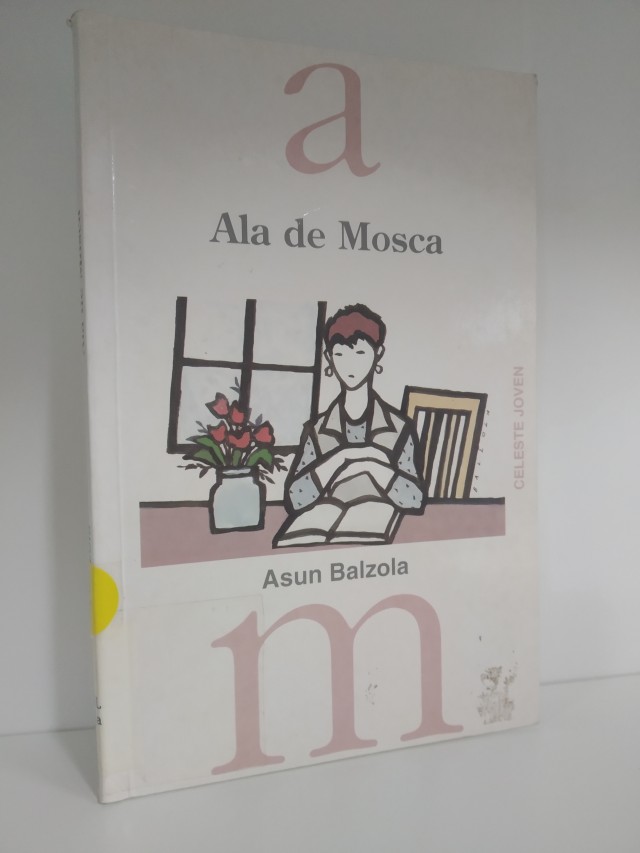 a
Ala de Mosca
CELESTE JOVEN
Asun Balzola
m